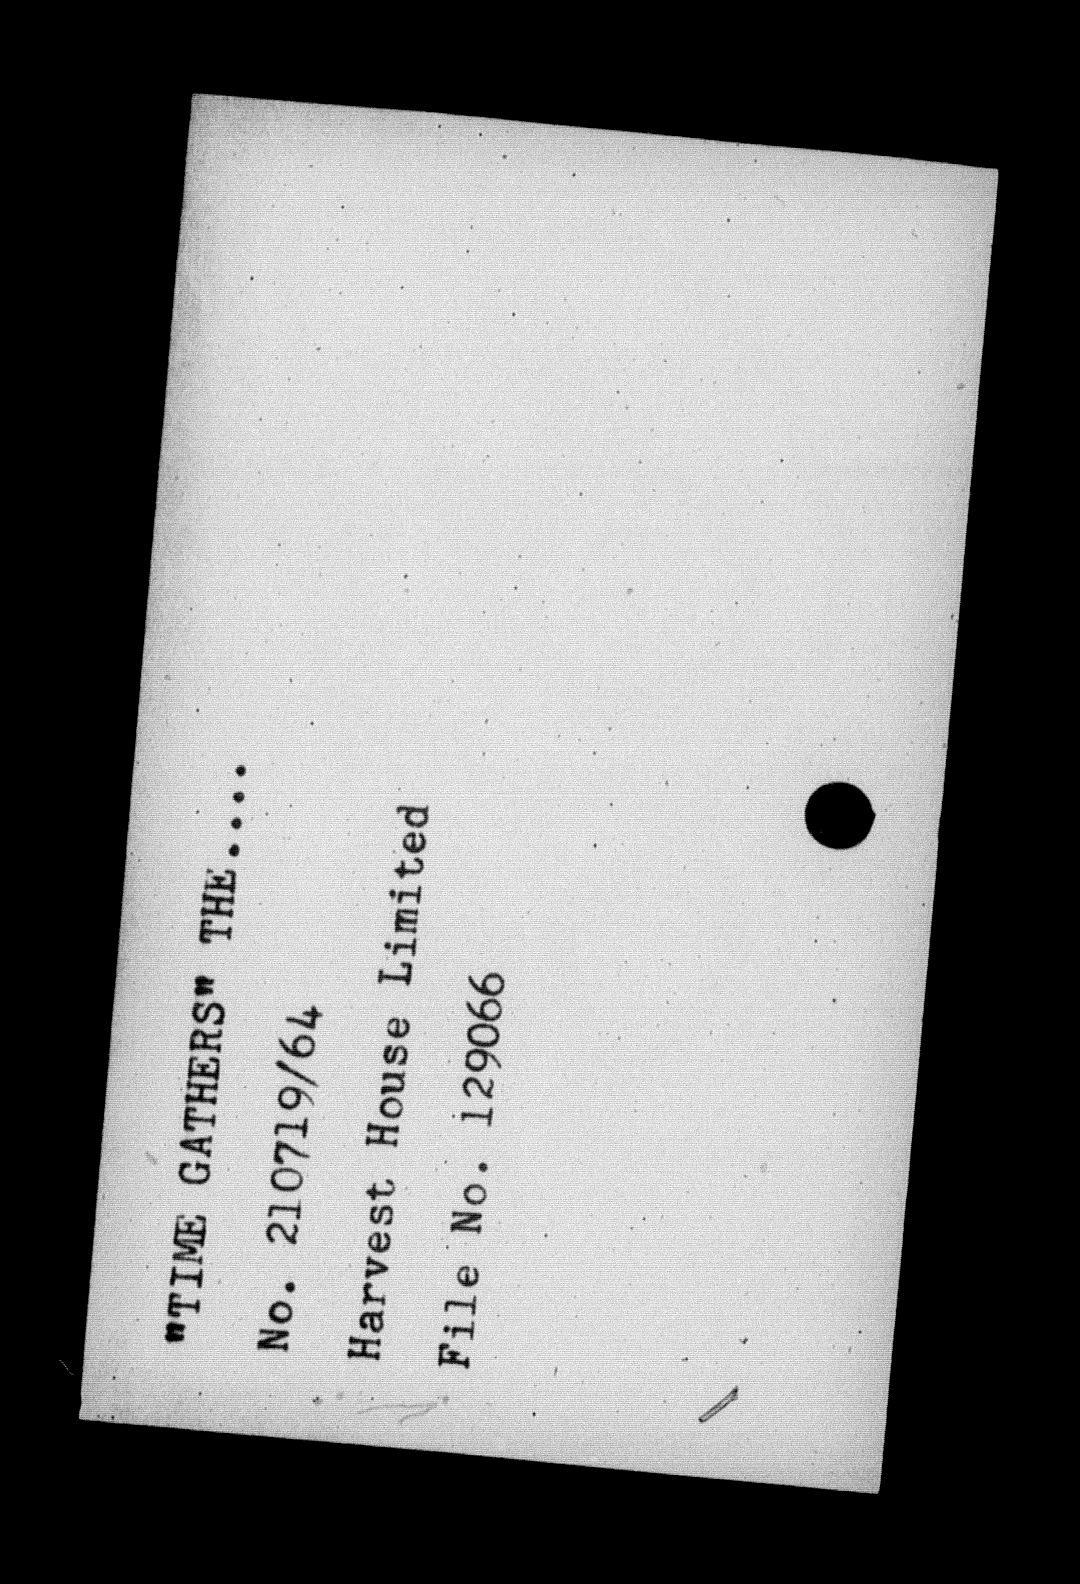 "TIME GATHERS" THE....
No. 210719/64
Harvest House Limited
File No. 129066